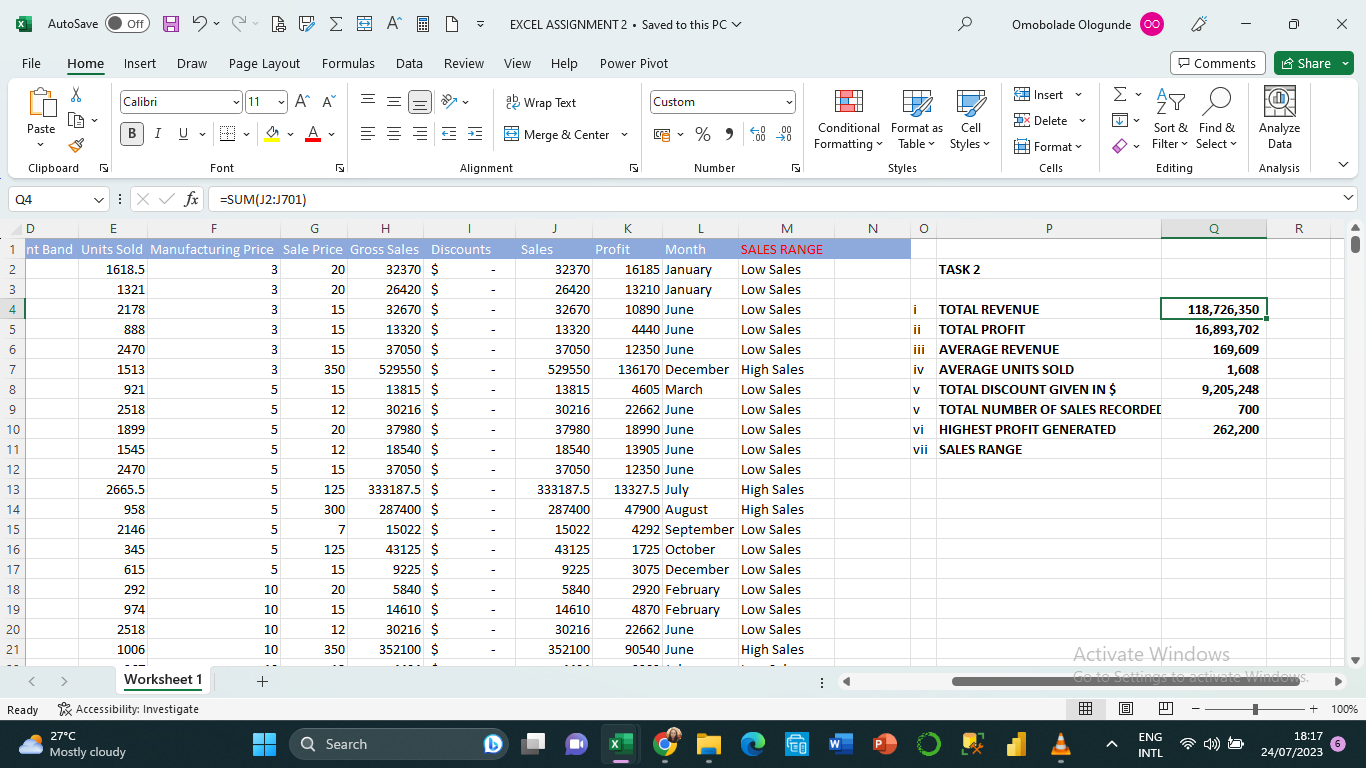 AutoSave Off EXCEL ASSIGNMENT 2 • Saved to this PC Omobolade Ologunde OO
File Home Insert Draw Page Layout Formulas Data Review View Help Power Pivot Comments Share
Paste Calibri 11 A^ A B I U A ab Wrap Text Merge & Center Custom % 9 Conditional Formatting Format as Table Cell Styles Insert Delete Format Sort & Filter Find & Select Analyze Data
Clipboard Font Alignment Number Styles Cells Editing Analysis
Q4 fx =SUM(J2:J701)
D E F G H I J K L M N O P Q R
1 nt Band Units Sold Manufacturing Price Sale Price Gross Sales Discounts Sales Profit Month SALES RANGE
2 1618.5 3 20 32370 $ - 32370 16185 January Low Sales TASK 2
3 1321 3 20 26420 $ - 26420 13210 January Low Sales
4 2178 3 15 32670 $ - 32670 10890 June Low Sales i TOTAL REVENUE 118,726,350
5 888 3 15 13320 $ - 13320 4440 June Low Sales ii TOTAL PROFIT 16,893,702
6 2470 3 15 37050 $ - 37050 12350 June Low Sales iii AVERAGE REVENUE 169,609
7 1513 3 350 529550 $ - 529550 136170 December High Sales iv AVERAGE UNITS SOLD 1,608
8 921 5 15 13815 $ - 13815 4605 March Low Sales v TOTAL DISCOUNT GIVEN IN $ 9,205,248
9 2518 5 12 30216 $ - 30216 22662 June Low Sales v TOTAL NUMBER OF SALES RECORDED 700
10 1899 5 20 37980 $ - 37980 18990 June Low Sales vi HIGHEST PROFIT GENERATED 262,200
11 1545 5 12 18540 $ - 18540 13905 June Low Sales vii SALES RANGE
12 2470 5 15 37050 $ - 37050 12350 June Low Sales
13 2665.5 5 125 333187.5 $ - 333187.5 13327.5 July High Sales
14 958 5 300 287400 $ - 287400 47900 August High Sales
15 2146 5 7 15022 $ - 15022 4292 September Low Sales
16 345 5 125 43125 $ - 43125 1725 October Low Sales
17 615 5 15 9225 $ - 9225 3075 December Low Sales
18 292 10 20 5840 $ - 5840 2920 February Low Sales
19 974 10 15 14610 $ - 14610 4870 February Low Sales
20 2518 10 12 30216 $ - 30216 22662 June Low Sales
21 1006 10 350 352100 $ - 352100 90540 June High Sales
Activate Windows
Go to Settings to activate Windows.
Worksheet 1
Ready Accessibility: Investigate 100%
27°C
Mostly cloudy
Search
ENG
INTL
18:17
24/07/2023 6